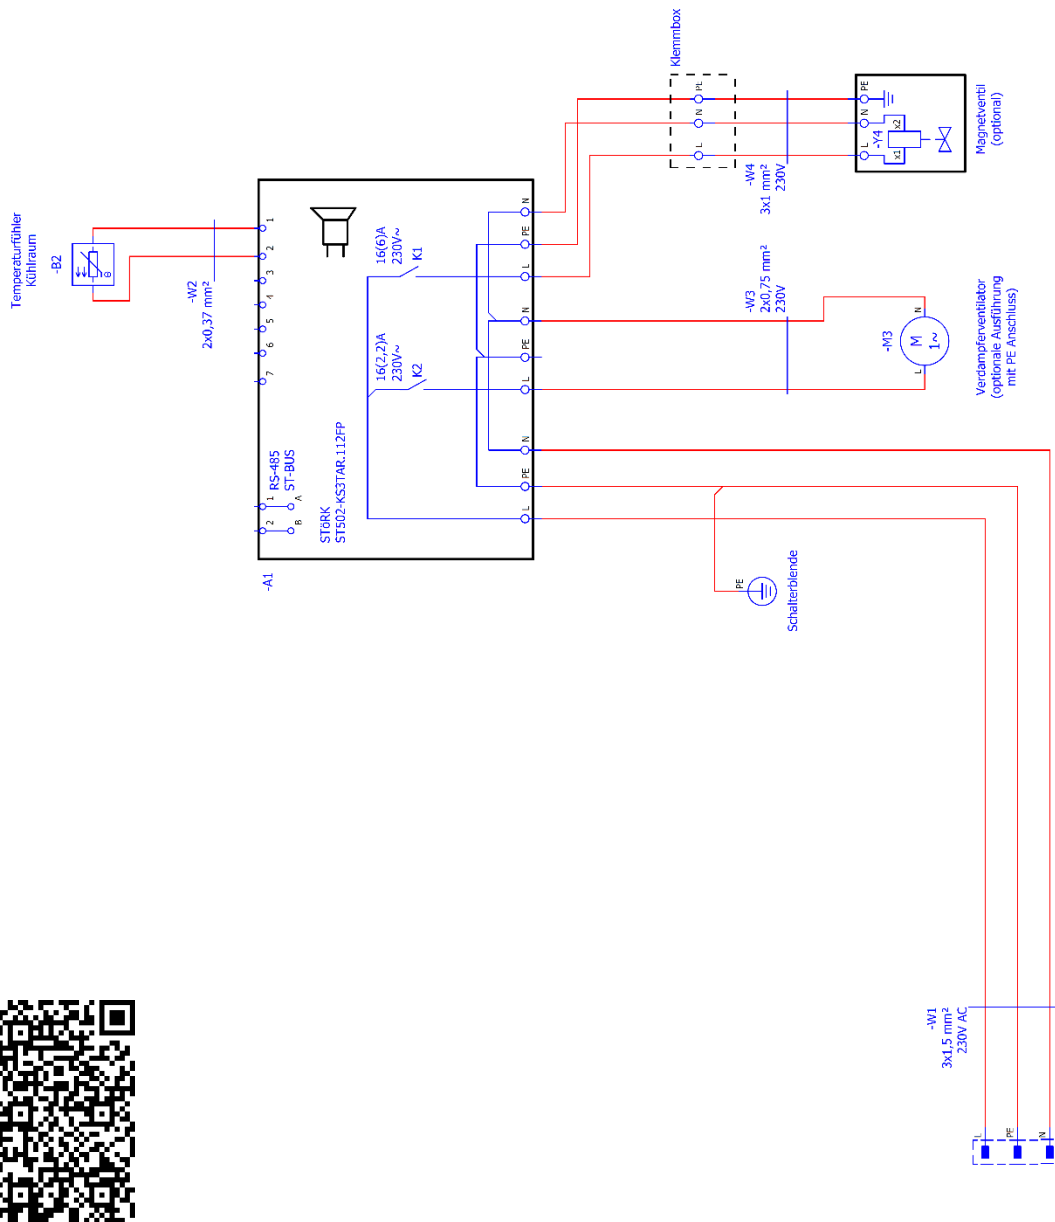 Temperaturfühler
Kühlraum
-B2
-W2
2x0,37 mm²
1
2
3
4
5
6
7
1
2
A
B
RS-485
ST-BUS
STÖRK
ST502-KS3TAR.112FP
-A1
16(6)A
230V~
K1
16(2,2)A
230V~
K2
N
PE
L
N
PE
L
N
PE
L
Klemmbox
PE
N
L
-W4
3x1 mm²
230V
PE
N
L
-Y4
x1
x2
Magnetventil
(optional)
-W3
2x0,75 mm²
230V
-M3
M
1~
N
L
Verdampferventilator
(optionale Ausführung
mit PE Anschluss)
PE
Schalterblende
-W1
3x1,5 mm²
230V AC
L
PE
N